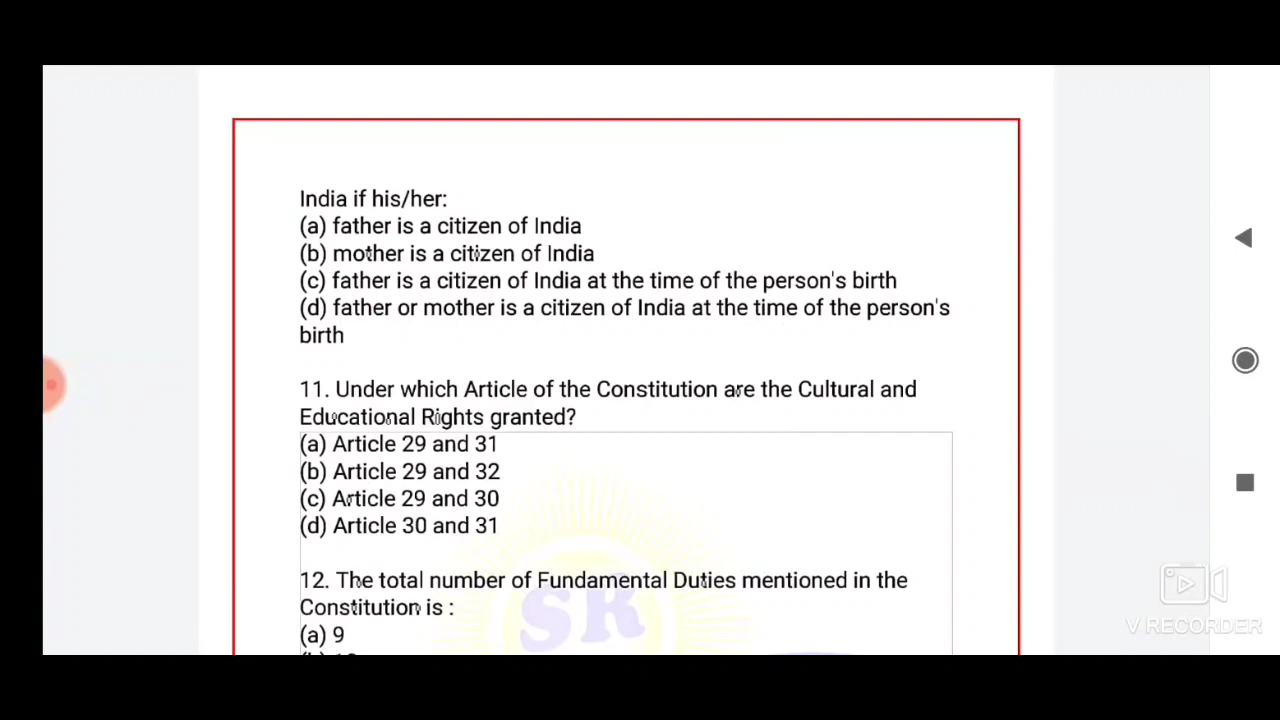 India if his/her:
(a) father is a citizen of India
(b) mother is a citizen of India
(c) father is a citizen of India at the time of the person's birth
(d) father or mother is a citizen of India at the time of the person's
birth
11. Under which Article of the Constitution are the Cultural and
Educational Rights granted?
(a) Article 29 and 31
(b) Article 29 and 32
(c) Article 29 and 30
(d) Article 30 and 31
12. The total number of Fundamental Duties mentioned in the
Constitution is :
SR
(a) 9
V RECORDER